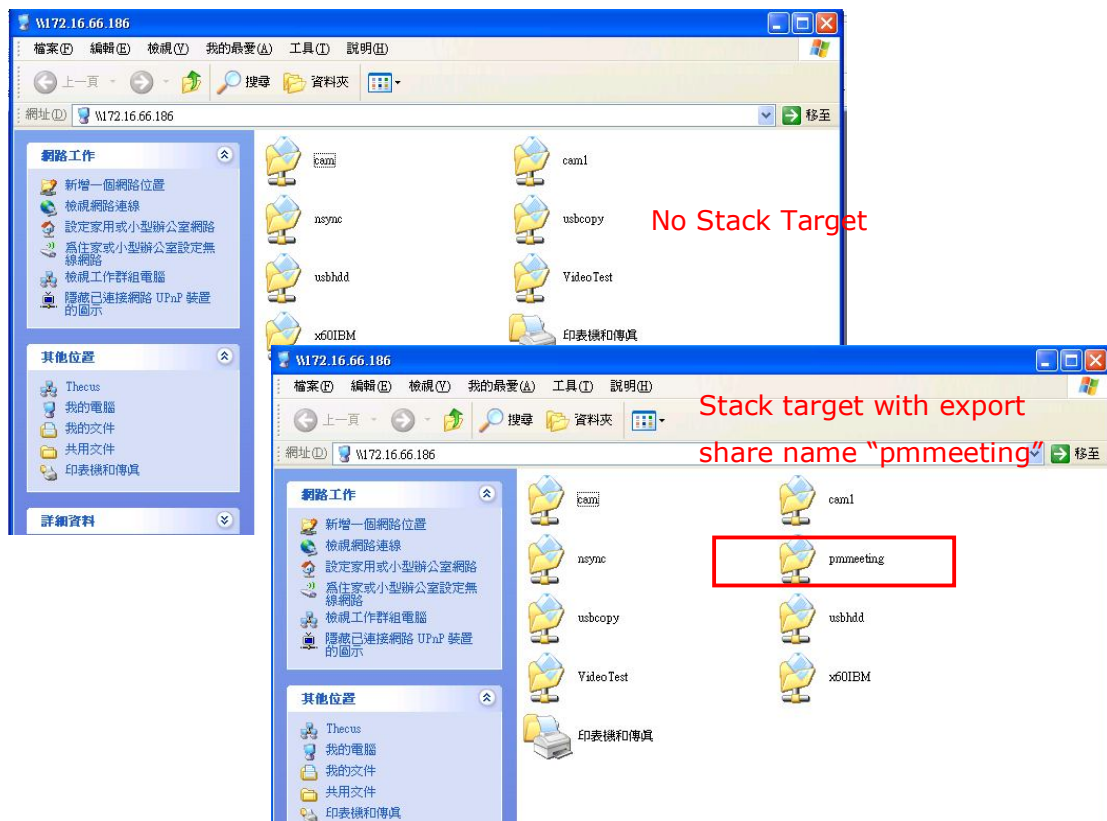 \\172.16.66.186
檔案(F) 編輯(E) 檢視(V) 我的最愛(A) 工具(T) 說明(H)
上一頁 搜尋 資料夾
網址(D) \\172.16.66.186 移至
網路工作
新增一個網路位置
檢視網路連線
設定家用或小型辦公室網路
爲住家或小型辦公室設定無
線網路
檢視工作群組電腦
隱藏已連接網路 UPnP 裝置
的圖示
其他位置
Thecus
我的電腦
我的文件
共用文件
印表機和傳眞
詳細資料
cam cam1
nsync usbcopy
usbhdd VideoTest
x60IBM 印表機和傳眞
No Stack Target
\\172.16.66.186
檔案(F) 編輯(E) 檢視(V) 我的最愛(A) 工具(T) 說明(H)
上一頁 搜尋 資料夾
網址(D) \\172.16.66.186 移至
Stack target with export
share name “pmmeeting”
網路工作
新增一個網路位置
檢視網路連線
設定家用或小型辦公室網路
爲住家或小型辦公室設定無
線網路
檢視工作群組電腦
隱藏已連接網路 UPnP 裝置
的圖示
其他位置
Thecus
我的電腦
我的文件
共用文件
印表機和傳眞
cam cam1
nsync pmmeeting
usbcopy usbhdd
VideoTest x60IBM
印表機和傳眞